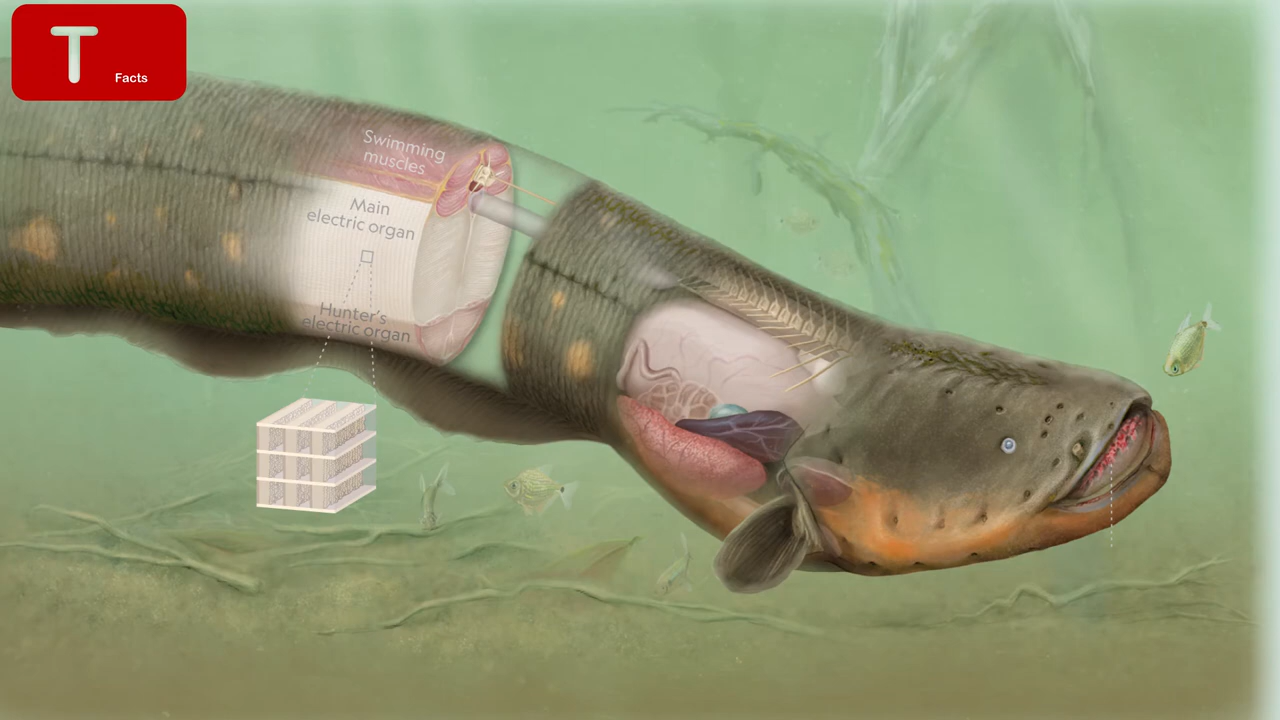 T
Facts
Swimming
muscles
Main
electric organ
Hunter's
electric organ